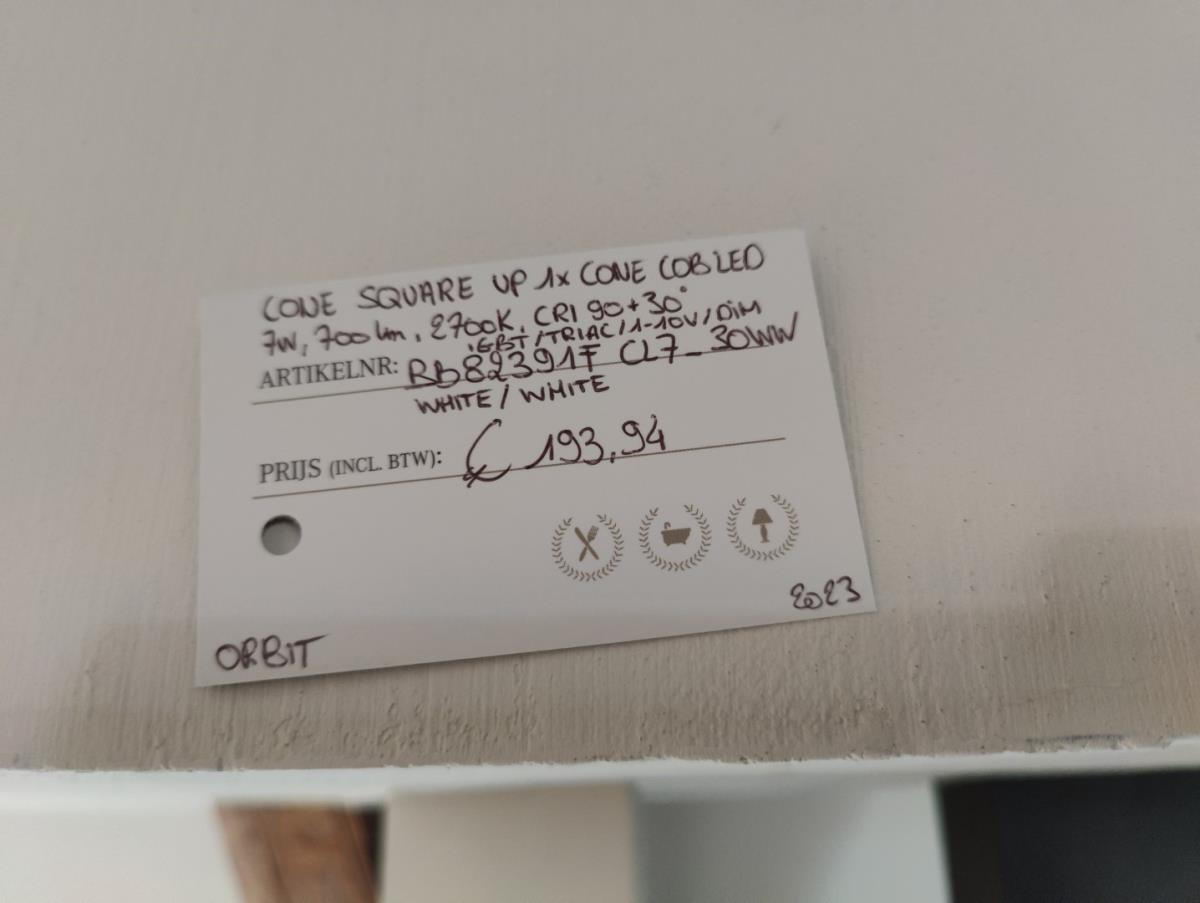 CONE SQUARE UP 1x CONE COB LED
7W, 700 lm, 2700K, CRI 90+ 30°
IGBT/TRIAC/1-10V/DIM
ARTIKELNR: BB82391F CL7_30WW
WHITE / WHITE
PRIJS (INCL. BTW): € 193,94
2023
ORBIT